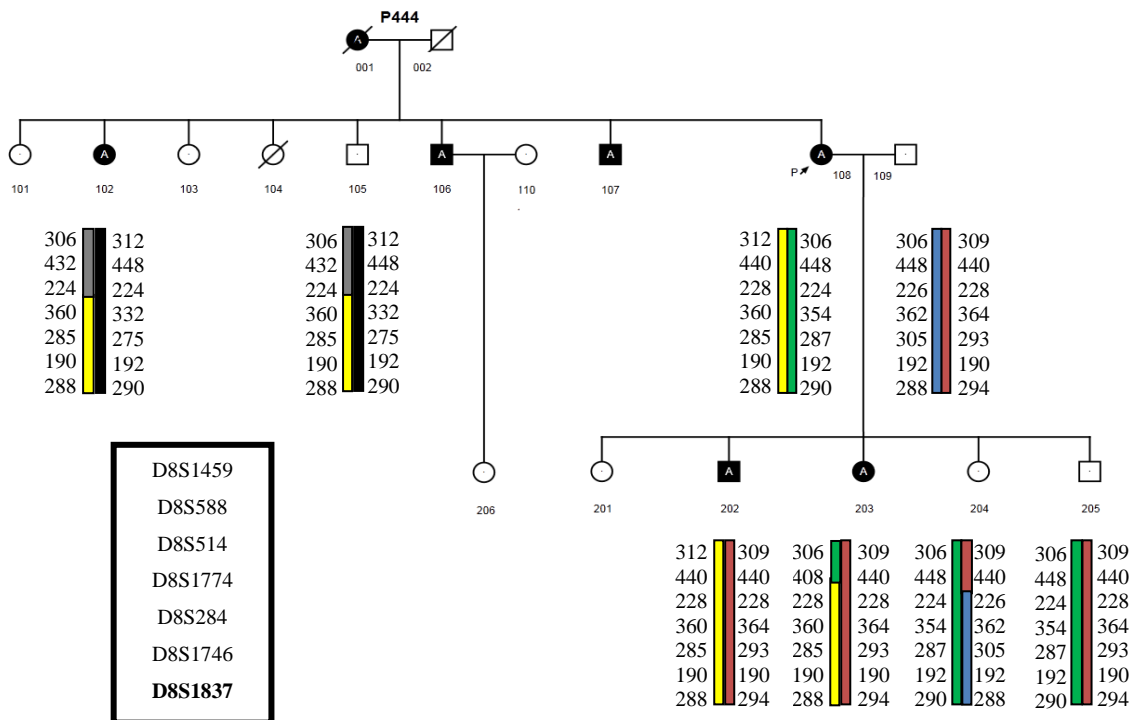 P444
A
001 002
A A A A
101 102 103 104 105 106 110 107 P 108 109
306 312 306 312 312 306 306 309
432 448 432 448 440 448 448 440
224 224 224 224 228 224 226 228
360 332 360 332 360 354 362 364
285 275 285 275 285 287 305 293
190 192 190 192 190 192 192 190
288 290 288 290 288 290 288 294
A A
206 201 202 203 204 205
D8S1459
D8S588
D8S514
D8S1774
D8S284
D8S1746
D8S1837
312 309 306 309 306 309 306 309
440 440 408 440 448 440 448 440
228 228 228 228 224 226 224 228
360 364 360 364 354 362 354 364
285 293 285 293 287 305 287 293
190 190 190 190 192 192 192 190
288 294 288 294 290 288 290 294